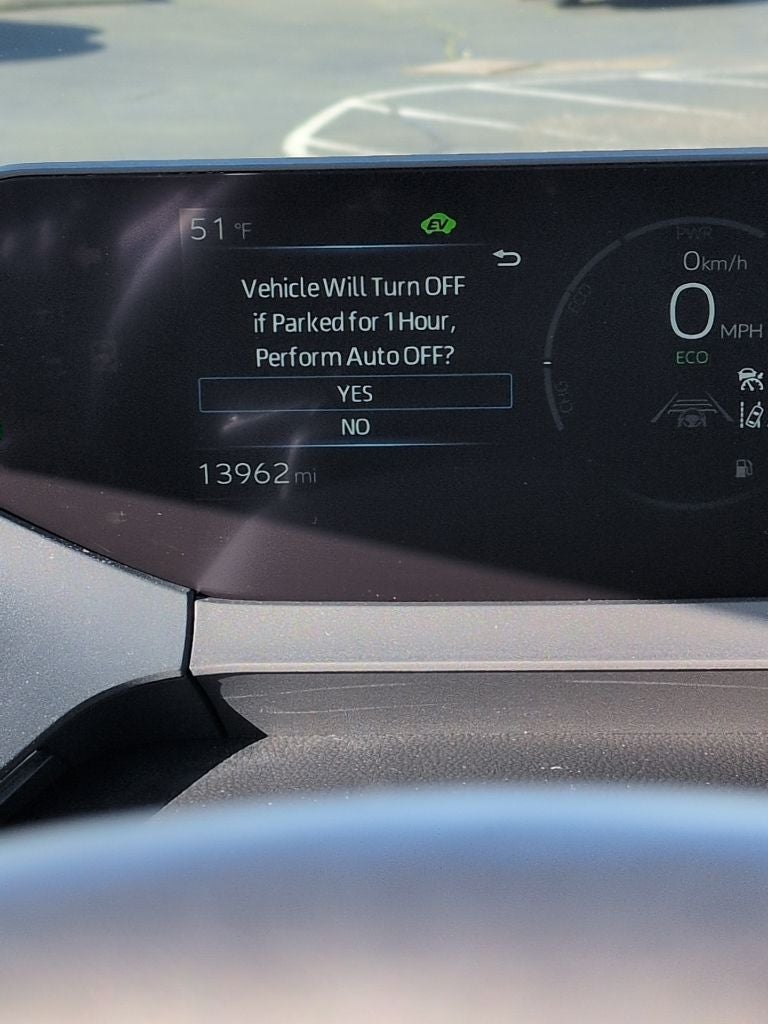 51 °F
EV
Vehicle Will Turn OFF
if Parked for 1 Hour,
Perform Auto OFF?
YES
NO
13962 mi
PWR
0 km/h
0 MPH
ECO
ECO
CHG